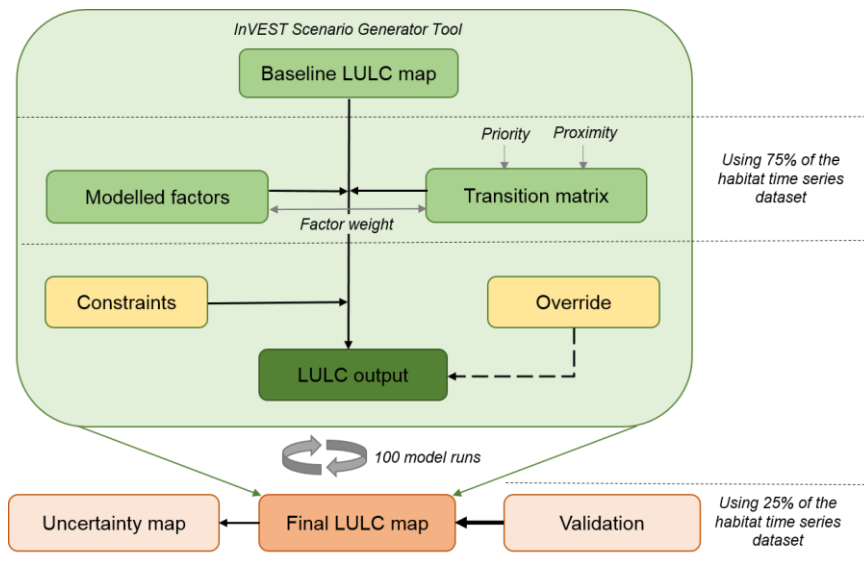 InVEST Scenario Generator Tool
Baseline LULC map
Priority
Proximity
Using 75% of the
habitat time series
dataset
Modelled factors
Transition matrix
Factor weight
Constraints
Override
LULC output
100 model runs
Uncertainty map
Final LULC map
Validation
Using 25% of the
habitat time series
dataset